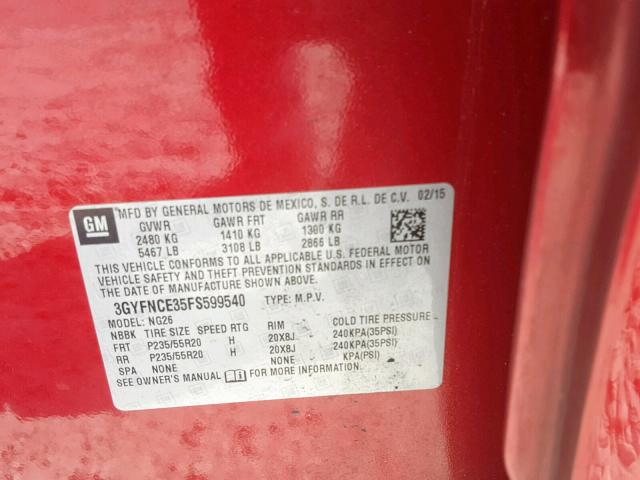 GM
MFD BY GENERAL MOTORS DE MEXICO, S. DE R.L. DE C.V. 02/15
GVWR GAWR FRT GAWR RR
2480 KG 1410 KG 1300 KG
5467 LB 3108 LB 2866 LB
THIS VEHICLE CONFORMS TO ALL APPLICABLE U.S. FEDERAL MOTOR
VEHICLE SAFETY AND THEFT PREVENTION STANDARDS IN EFFECT ON
THE DATE OF MANUFACTURE SHOWN ABOVE.
3GYFNCE35FS599540 TYPE: M.P.V.
MODEL: NG26
NBBK TIRE SIZE SPEED RTG RIM COLD TIRE PRESSURE
FRT P235/55R20 H 20X8J 240KPA(35PSI)
RR P235/55R20 H 20X8J 240KPA(35PSI)
SPA NONE NONE KPA(PSI)
SEE OWNER'S MANUAL FOR MORE INFORMATION.